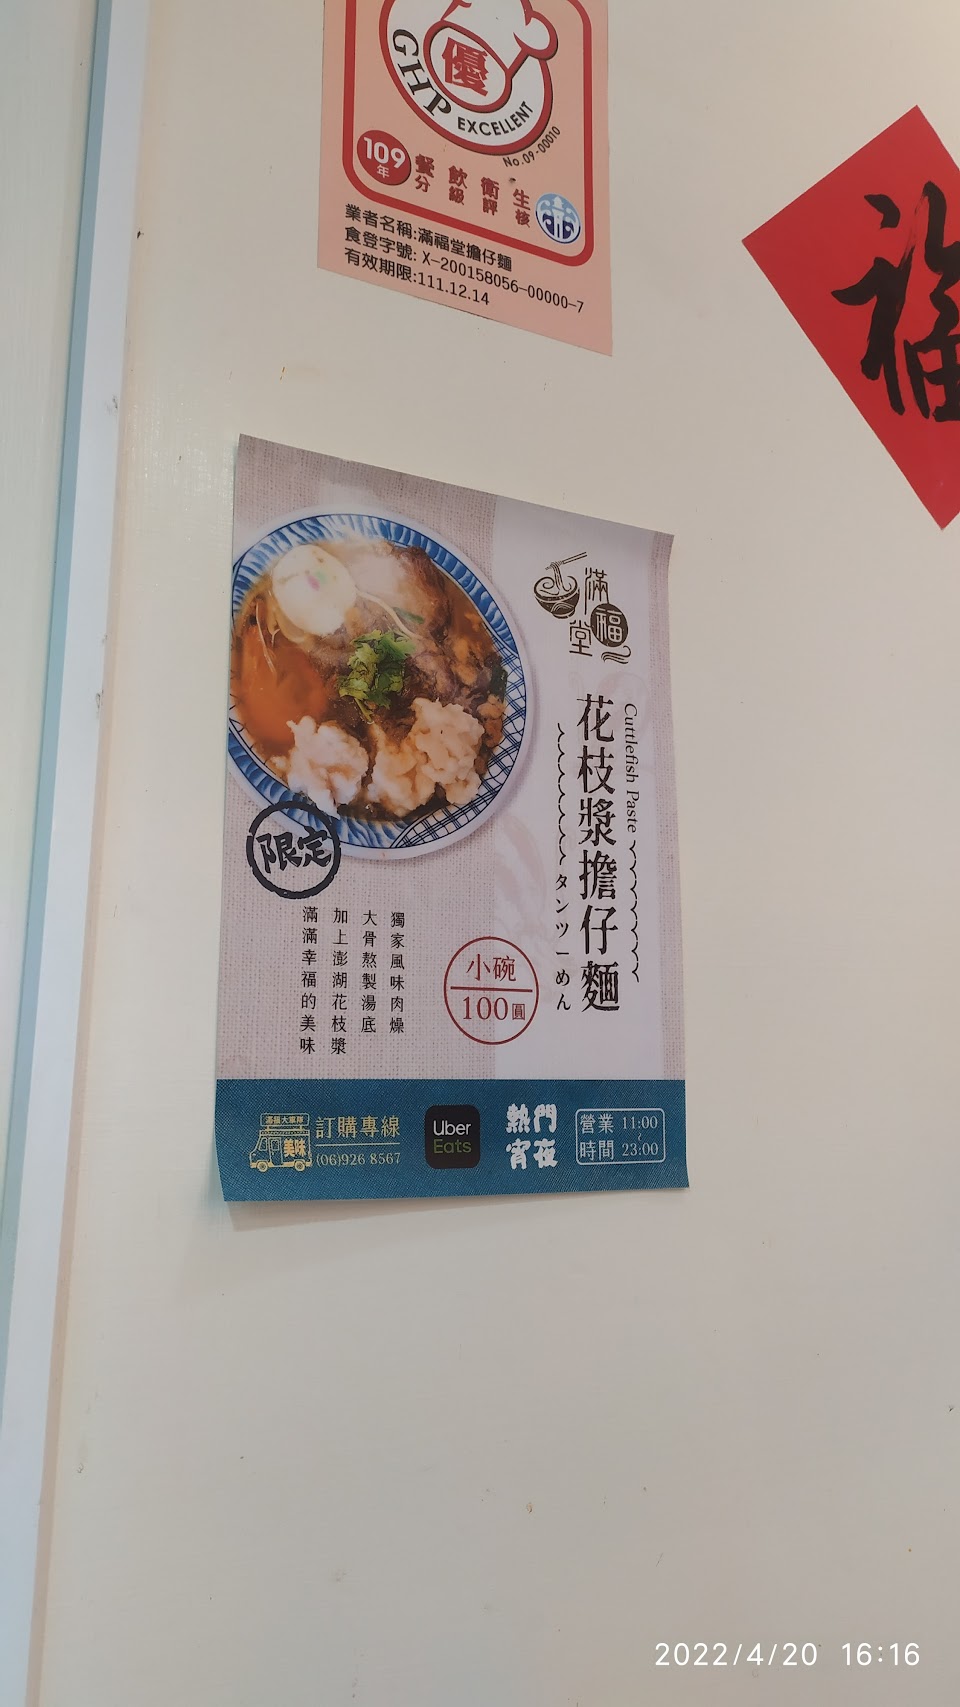 優
GHP EXCELLENT
No.09-00010
109年
餐飲衛生
分級評核
業者名稱:滿福堂擔仔麵
食登字號: X-200158056-00000-7
有效期限:111.12.14
福
滿福堂
Cuttlefish Paste
花枝漿擔仔麵
タンツーめん
限定
獨家風味肉燥
大骨熬製湯底
加上澎湖花枝漿
滿滿幸福的美味
小碗
100圓
美味
訂購專線
(06)926 8567
Uber
Eats
熱門
宵夜
營業時間
11:00
~
23:00
2022/4/20 16:16